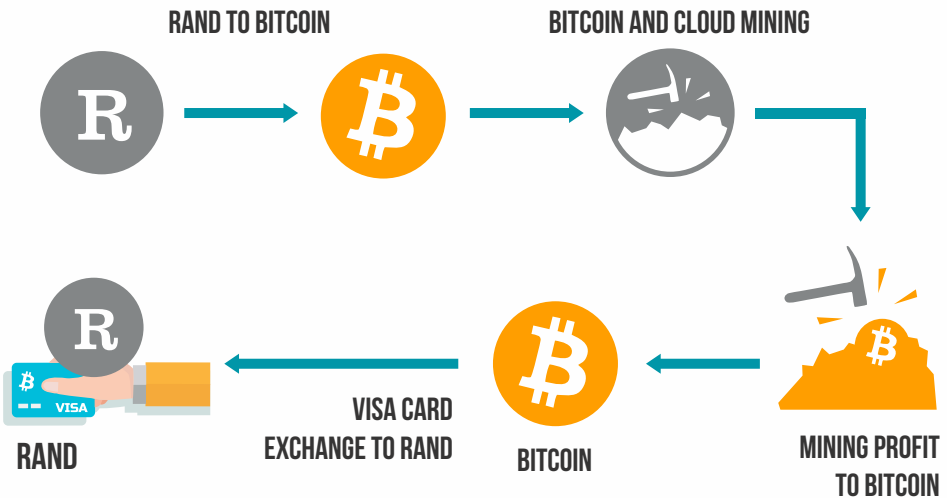 RAND TO BITCOIN
BITCOIN AND CLOUD MINING
R
R
VISA
RAND
VISA CARD
EXCHANGE TO RAND
BITCOIN
MINING PROFIT
TO BITCOIN